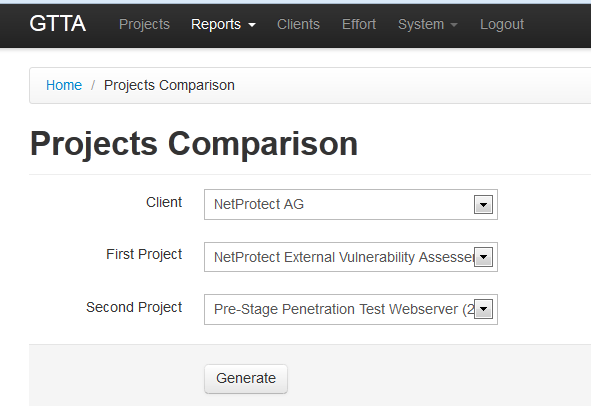 GTTA Projects Reports Clients Effort System Logout
Home / Projects Comparison
Projects Comparison
Client NetProtect AG
First Project NetProtect External Vulnerability
Second Project Pre-Stage Penetration Test Webserver (2
Generate